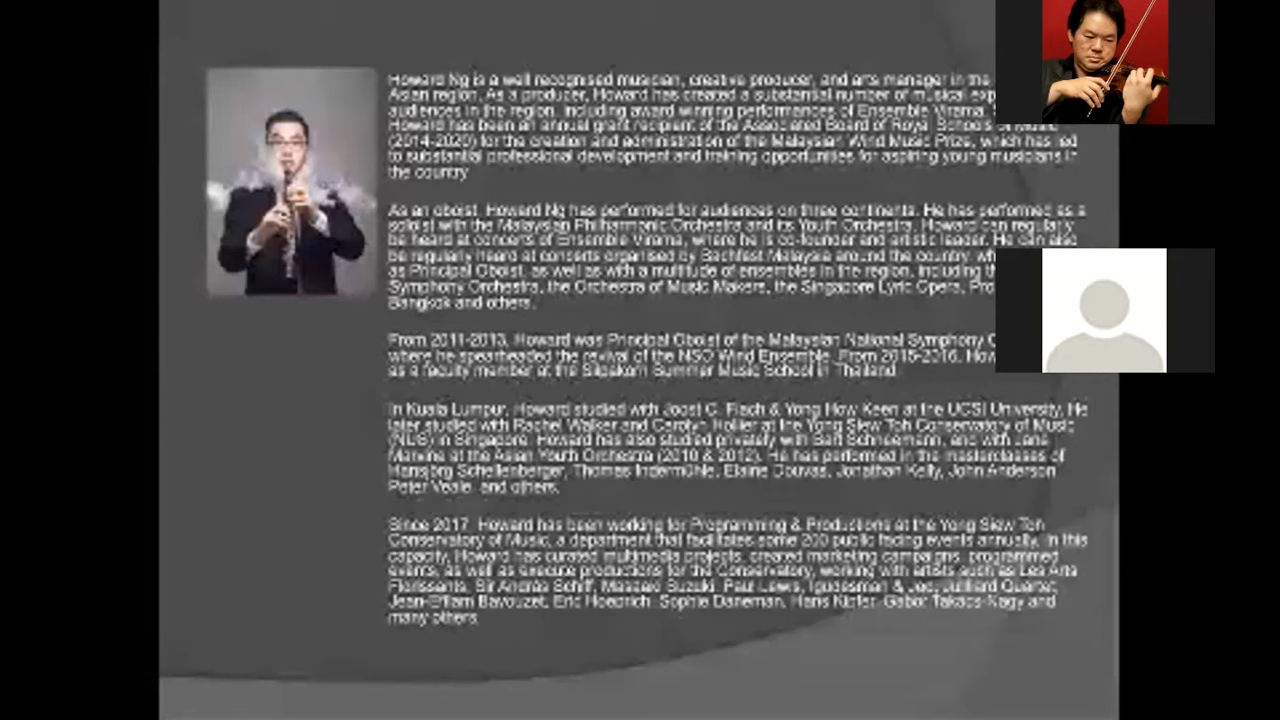 Howard Ng is a well recognised musician, creative producer, and arts manager in the
Asian region. As a producer, Howard has created a substantial number of musical exp
audiences in the region, including award winning performances of Ensemble Virama.
Howard has been an annual grant recipient of the Associated Board of Royal Schools of Music
(2014-2020) for the creation and administration of the Malaysian Wind Music Prize, which has led
to substantial professional development and training opportunities for aspiring young musicians in
the country
As an oboist, Howard Ng has performed for audiences on three continents. He has performed as a
soloist with the Malaysian Philharmonic Orchestra and its Youth Orchestra. Howard can regularly
be heard at concerts of Ensemble Virama, where he is co-founder and artistic leader. He can also
be regularly heard at concerts organised by Bachfest Malaysia around the country, wh
as Principal Oboist, as well as with a multitude of ensembles in the region, including th
Symphony Orchestra, the Orchestra of Music Makers, the Singapore Lyric Opera, Pro
Bangkok and others.
From 2011-2013, Howard was Principal Oboist of the Malaysian National Symphony O
where he spearheaded the revival of the NSO Wind Ensemble. From 2015-2016, How
as a faculty member at the Silpakorn Summer Music School in Thailand.
In Kuala Lumpur, Howard studied with Joost C. Flach & Yong How Keen at the UCSI University. He
later studied with Rachel Walker and Carolyn Hollier at the Yong Siew Toh Conservatory of Music
(NUS) in Singapore. Howard has also studied privately with Bart Schneemann, and with Jane
at the Asian Youth Orchestra (2010 & 2012). He has performed in the masterclasses of
Hansjörg Schellenberger, Thomas Indermühle, Elaine Douvas, Jonathan Kelly, John Anderson
Peter Veale, and others.
Since 2017, Howard has been working for Programming & Productions at the Yong Siew Toh
Conservatory of Music, a department that facilitates some 200 public facing events annually. In this
capacity, Howard has curated multimedia projects, created marketing campaigns, programmed
events, as well as execute productions for the Conservatory, working with artists such as Les Arts
Florissants, Sir András Schiff, Masaaki Suzuki, Paul Lewis, Igudesman & Joo, Juilliard Quartet,
Jean-Efflam Bavouzet, Eric Hoeprich, Sophie Daneman, Hans Kipfer, Gábor Takács-Nagy and
many others.